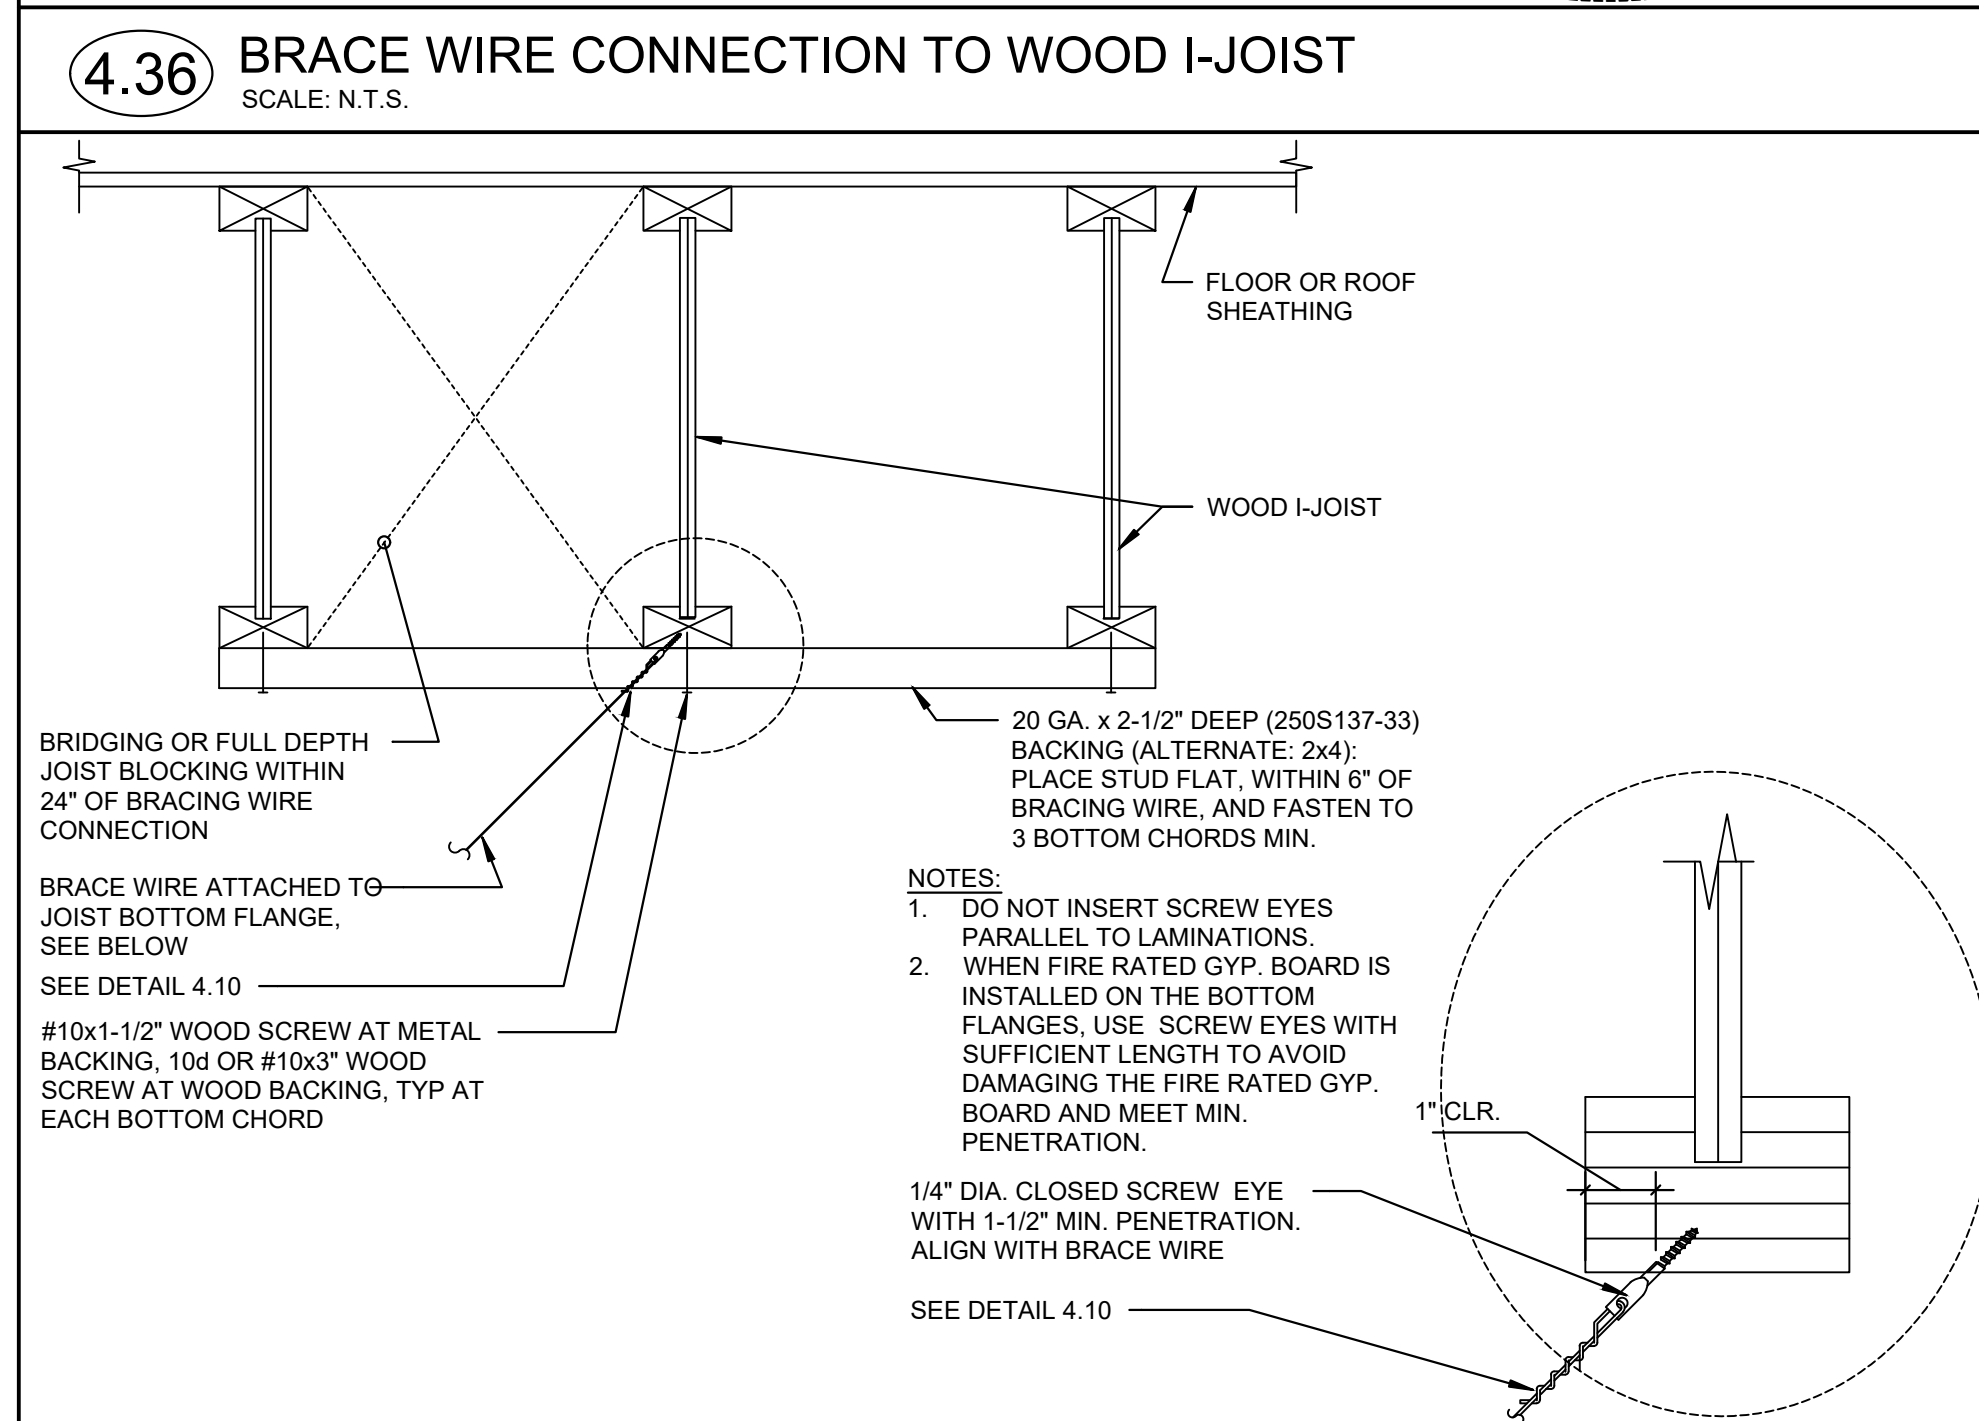 4.36 BRACE WIRE CONNECTION TO WOOD I-JOIST
SCALE: N.T.S.
FLOOR OR ROOF
SHEATHING
WOOD I-JOIST
BRIDGING OR FULL DEPTH
JOIST BLOCKING WITHIN
24" OF BRACING WIRE
CONNECTION
BRACE WIRE ATTACHED TO
JOIST BOTTOM FLANGE,
SEE BELOW
SEE DETAIL 4.10
#10x1-1/2" WOOD SCREW AT METAL
BACKING, 10d OR #10x3" WOOD
SCREW AT WOOD BACKING, TYP AT
EACH BOTTOM CHORD
20 GA. x 2-1/2" DEEP (250S137-33)
BACKING (ALTERNATE: 2x4):
PLACE STUD FLAT, WITHIN 6" OF
BRACING WIRE, AND FASTEN TO
3 BOTTOM CHORDS MIN.
NOTES:
1. DO NOT INSERT SCREW EYES
PARALLEL TO LAMINATIONS.
2. WHEN FIRE RATED GYP. BOARD IS
INSTALLED ON THE BOTTOM
FLANGES, USE SCREW EYES WITH
SUFFICIENT LENGTH TO AVOID
DAMAGING THE FIRE RATED GYP.
BOARD AND MEET MIN.
PENETRATION.
1" CLR.
1/4" DIA. CLOSED SCREW EYE
WITH 1-1/2" MIN. PENETRATION.
ALIGN WITH BRACE WIRE
SEE DETAIL 4.10